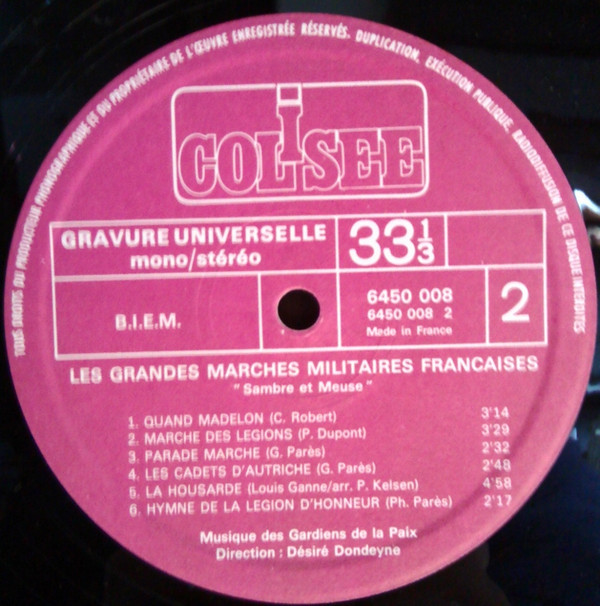 TOUS DROITS DU PRODUCTEUR PHONOGRAPHIQUE ET DU PROPRIÉTAIRE DE L'ŒUVRE ENREGISTRÉE RÉSERVÉS. DUPLICATION, EXÉCUTION PUBLIQUE, RADIODIFFUSION DE CE DISQUE INTERDITES
COLISEE
GRAVURE UNIVERSELLE
mono/stéréo
33 1/3
B.I.E.M.
6450 008
6450 008 2
Made in France
2
LES GRANDES MARCHES MILITAIRES FRANCAISES
"Sambre et Meuse"
1. QUAND MADELON (C. Robert) 3'14
2. MARCHE DES LEGIONS (P. Dupont) 3'29
3. PARADE MARCHE (G. Parès) 2'32
4. LES CADETS D'AUTRICHE (G. Parès) 2'48
5. LA HOUSARDE (Louis Ganne/arr. P. Kelsen) 4'58
6. HYMNE DE LA LEGION D'HONNEUR (Ph. Parès) 2'17
Musique des Gardiens de la Paix
Direction : Désiré Dondeyne